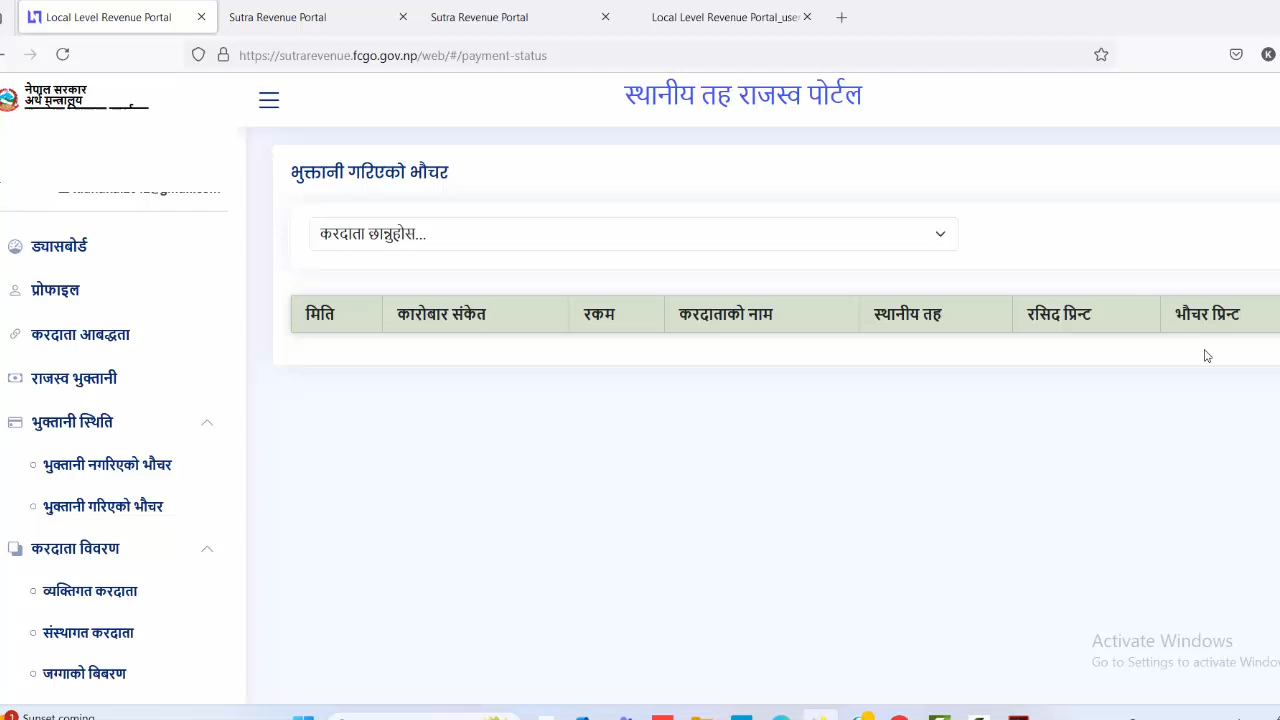 Local Level Revenue Portal
Sutra Revenue Portal
Sutra Revenue Portal
Local Level Revenue Portal_user
https://sutrarevenue.fcgo.gov.np/web/#/payment-status
K
नेपाल सरकार
अर्थ मन्त्रालय
स्थानीय तह राजस्व पोर्टल
भुक्तानी गरिएको भौचर
करदाता छान्नुहोस...
मिति
कारोबार संकेत
रकम
करदाताको नाम
स्थानीय तह
रसिद प्रिन्ट
भौचर प्रिन्ट
ड्यासबोर्ड
प्रोफाइल
करदाता आबद्धता
राजस्व भुक्तानी
भुक्तानी स्थिति
भुक्तानी नगरिएको भौचर
भुक्तानी गरिएको भौचर
करदाता विवरण
व्यक्तिगत करदाता
संस्थागत करदाता
जग्गाको बिबरण
Activate Windows
Go to Settings to activate Windo
1
Sunset coming